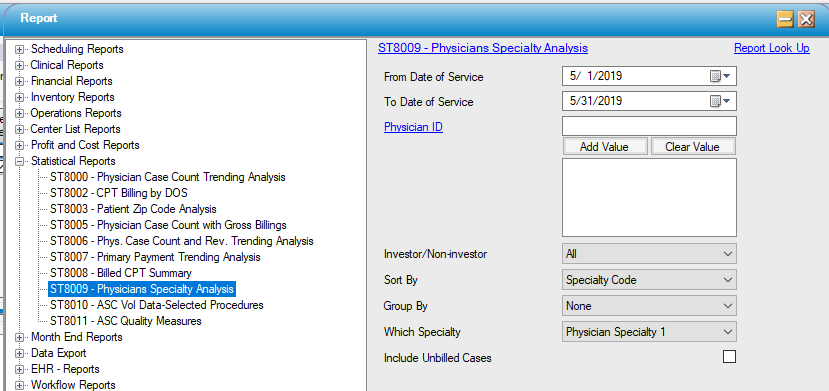 Report
Scheduling Reports
Clinical Reports
Financial Reports
Inventory Reports
Operations Reports
Center List Reports
Profit and Cost Reports
Statistical Reports
ST8000 - Physician Case Count Trending Analysis
ST8002 - CPT Billing by DOS
ST8003 - Patient Zip Code Analysis
ST8005 - Physician Case Count with Gross Billings
ST8006 - Phys. Case Count and Rev. Trending Analysis
ST8007 - Primary Payment Trending Analysis
ST8008 - Billed CPT Summary
ST8009 - Physicians Specialty Analysis
ST8010 - ASC Vol Data-Selected Procedures
ST8011 - ASC Quality Measures
Month End Reports
Data Export
EHR - Reports
Workflow Reports
ST8009 - Physicians Specialty Analysis Report Look Up
From Date of Service 5/ 1/2019
To Date of Service 5/31/2019
Physician ID
Add Value Clear Value
Investor/Non-investor All
Sort By Specialty Code
Group By None
Which Specialty Physician Specialty 1
Include Unbilled Cases